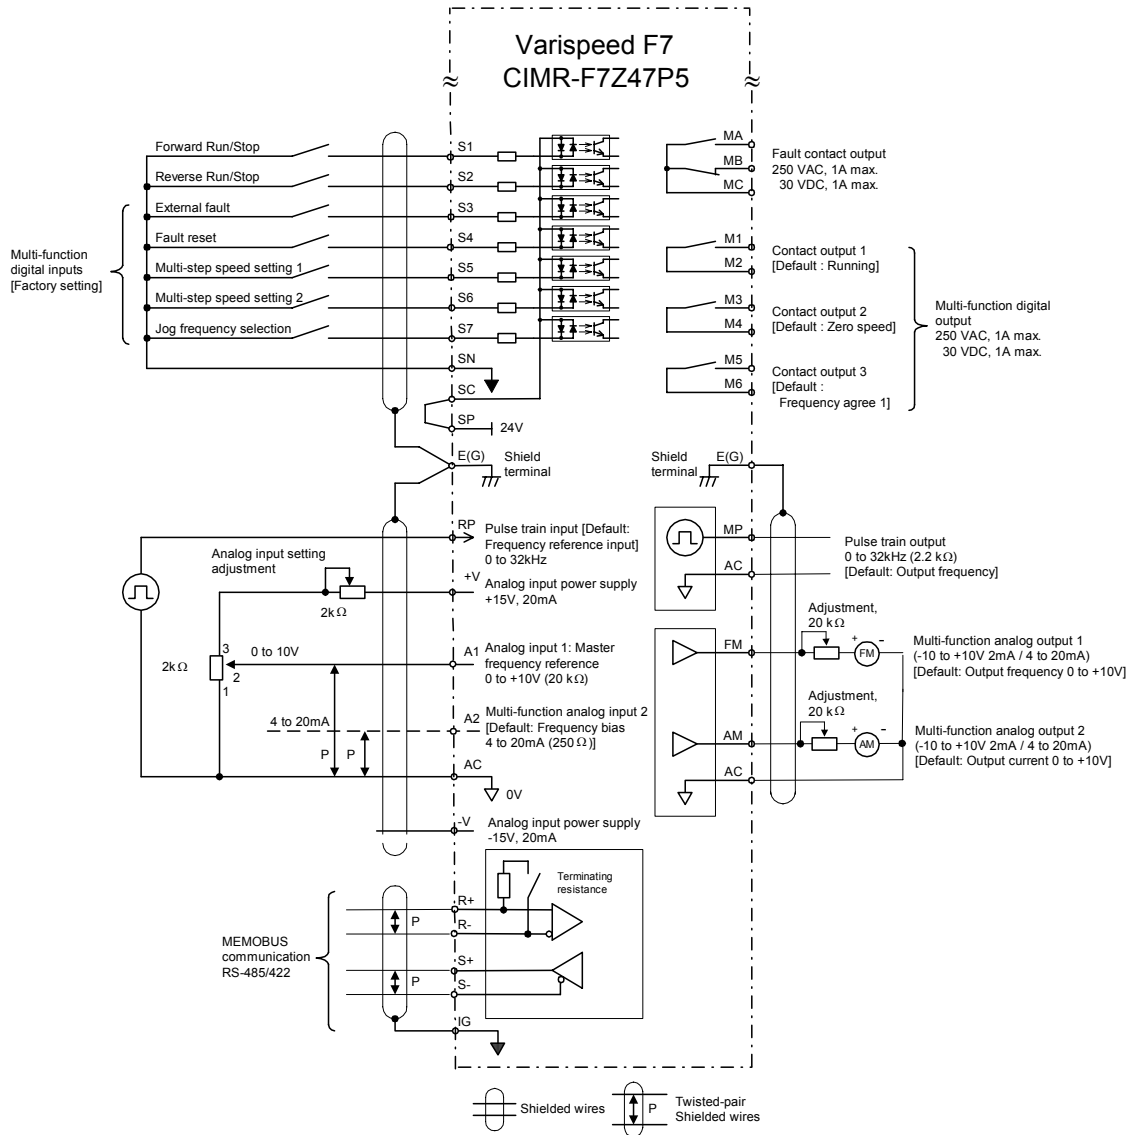 Varispeed F7
CIMR-F7Z47P5
Forward Run/Stop
S1
Reverse Run/Stop
S2
External fault
S3
Fault reset
S4
Multi-step speed setting 1
S5
Multi-step speed setting 2
S6
Jog frequency selection
S7
Multi-function
digital inputs
[Factory setting]
SN
SC
SP
24V
E(G)
Shield
terminal
MA
MB
MC
Fault contact output
250 VAC, 1A max.
30 VDC, 1A max.
M1
M2
Contact output 1
[Default : Running]
M3
M4
Contact output 2
[Default : Zero speed]
M5
M6
Contact output 3
[Default :
Frequency agree 1]
Multi-function digital
output
250 VAC, 1A max.
30 VDC, 1A max.
Shield
terminal
E(G)
RP
Pulse train input [Default:
Frequency reference input]
0 to 32kHz
Analog input setting
adjustment
2kΩ
+V
Analog input power supply
+15V, 20mA
2kΩ
3
2
1
0 to 10V
A1
Analog input 1: Master
frequency reference
0 to +10V (20 kΩ)
4 to 20mA
P
P
A2
Multi-function analog input 2
[Default: Frequency bias
4 to 20mA (250Ω)]
AC
0V
-V
Analog input power supply
-15V, 20mA
MP
AC
Pulse train output
0 to 32kHz (2.2 kΩ)
[Default: Output frequency]
Adjustment,
20 kΩ
FM
+
−
FM
Multi-function analog output 1
(-10 to +10V 2mA / 4 to 20mA)
[Default: Output frequency 0 to +10V]
Adjustment,
20 kΩ
AM
+
−
AM
Multi-function analog output 2
(-10 to +10V 2mA / 4 to 20mA)
[Default: Output current 0 to +10V]
AC
MEMOBUS
communication
RS-485/422
P
P
R+
R-
S+
S-
IG
Terminating
resistance
Shielded wires
P
Twisted-pair
Shielded wires